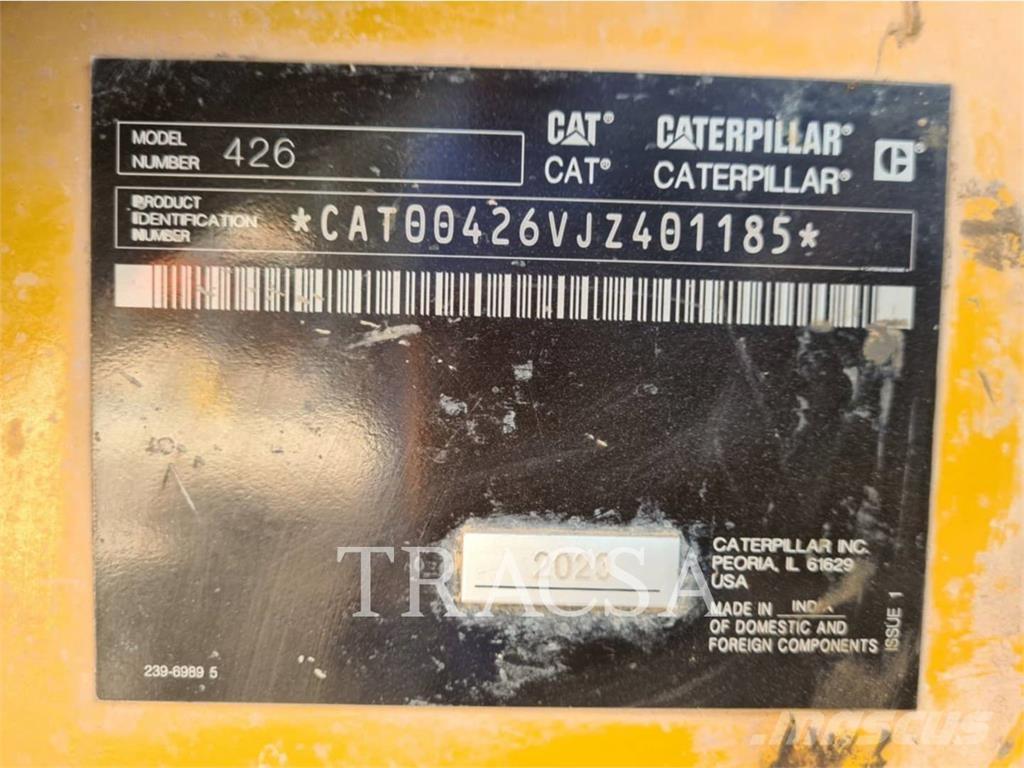 MODEL
NUMBER 426
CAT® CATERPILLAR® C®
CAT® CATERPILLAR®
PRODUCT
IDENTIFICATION
NUMBER
*CAT00426VJZ401185*
2020
TRACSA
CATERPILLAR INC.
PEORIA, IL 61629
USA
MADE IN INDIA
OF DOMESTIC AND
FOREIGN COMPONENTS
ISSUE 1
239-6989 5
mascus